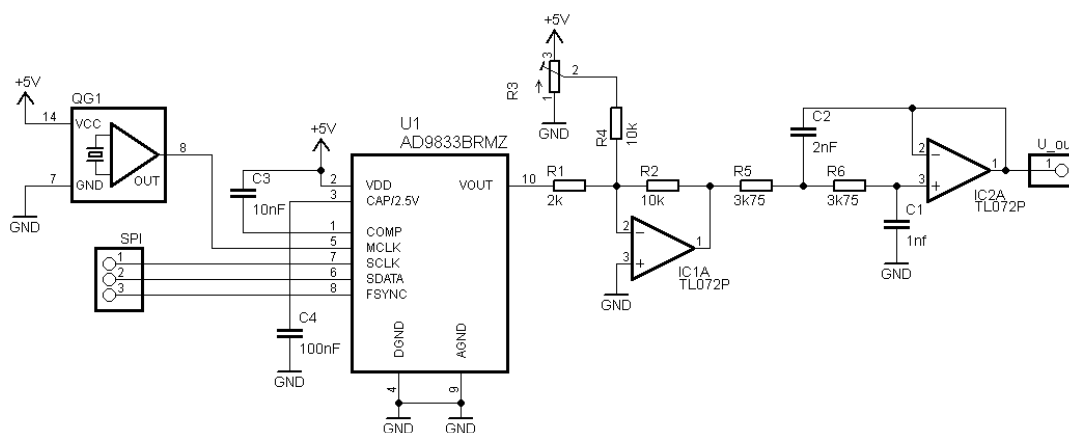 +5V
QG1
14
VCC
8
GND
OUT
7
GND
SPI
1
2
3
+5V
C3
10nF
C4
100nF
GND
U1
AD9833BRMZ
2
VDD
3
CAP/2.5V
1
COMP
5
MCLK
7
SCLK
6
SDATA
8
FSYNC
VOUT
10
DGND
AGND
4
9
GND
GND
+5V
3
2
1
R3
GND
R4
10k
R1
2k
R2
10k
2
3
1
IC1A
TL072P
GND
R5
3k75
C2
2nF
R6
3k75
C1
1nf
GND
2
3
1
IC2A
TL072P
1